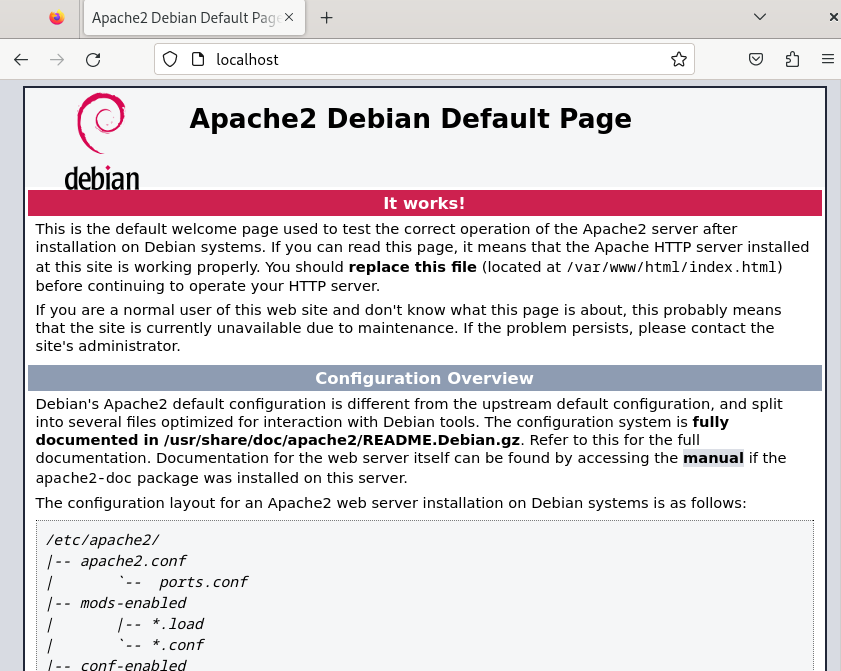 Apache2 Debian Default Page
localhost
debian
Apache2 Debian Default Page
It works!
This is the default welcome page used to test the correct operation of the Apache2 server after
installation on Debian systems. If you can read this page, it means that the Apache HTTP server installed
at this site is working properly. You should replace this file (located at /var/www/html/index.html)
before continuing to operate your HTTP server.
If you are a normal user of this web site and don't know what this page is about, this probably means
that the site is currently unavailable due to maintenance. If the problem persists, please contact the
site's administrator.
Configuration Overview
Debian's Apache2 default configuration is different from the upstream default configuration, and split
into several files optimized for interaction with Debian tools. The configuration system is fully
documented in /usr/share/doc/apache2/README.Debian.gz. Refer to this for the full
documentation. Documentation for the web server itself can be found by accessing the manual if the
apache2-doc package was installed on this server.
The configuration layout for an Apache2 web server installation on Debian systems is as follows:
/etc/apache2/
|-- apache2.conf
|       `--  ports.conf
|-- mods-enabled
|       |-- *.load
|       `-- *.conf
|-- conf-enabled